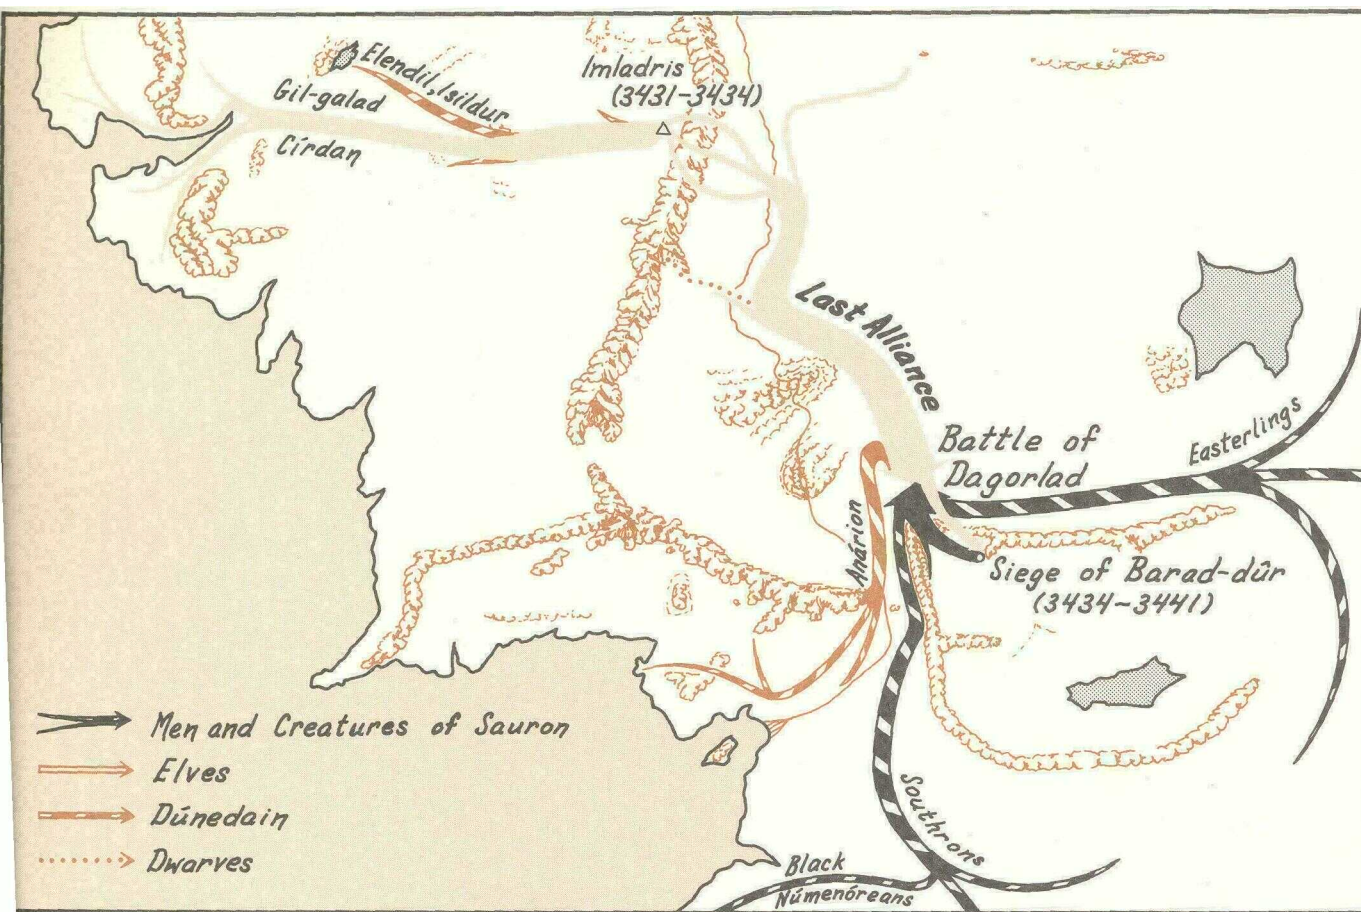 Elendil, Isildur
Gil-galad
Círdan
Imladris
(3431-3434)
Last Alliance
Battle of
Dagorlad
Easterlings
Anárion
Siege of Barad-dûr
(3434-3441)
Southrons
Black
Númenóreans
Men and Creatures of Sauron
Elves
Dúnedain
Dwarves